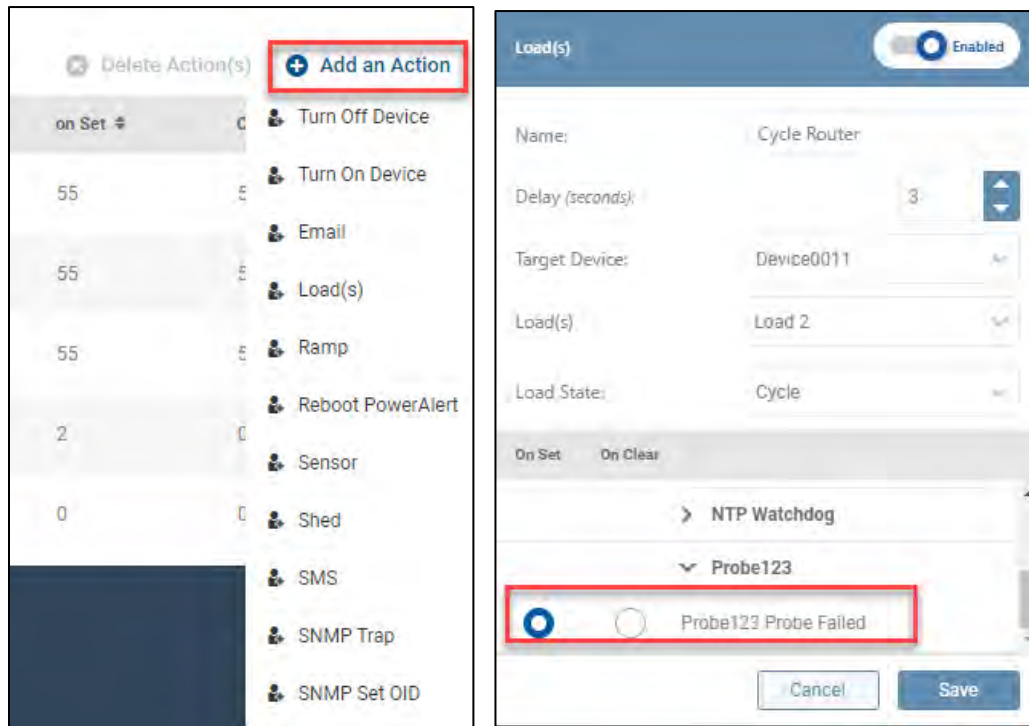 Delete Action(s)
Add an Action
on Set
Turn Off Device
Turn On Device
55
Email
55
Load(s)
55
Ramp
Reboot PowerAlert
2
Sensor
0
Shed
SMS
SNMP Trap
SNMP Set OID
Load(s)
Enabled
Name:
Cycle Router
Delay (seconds):
3
Target Device:
Device0011
Load(s)
Load 2
Load State:
Cycle
On Set
On Clear
NTP Watchdog
Probe123
Probe123 Probe Failed
Cancel
Save